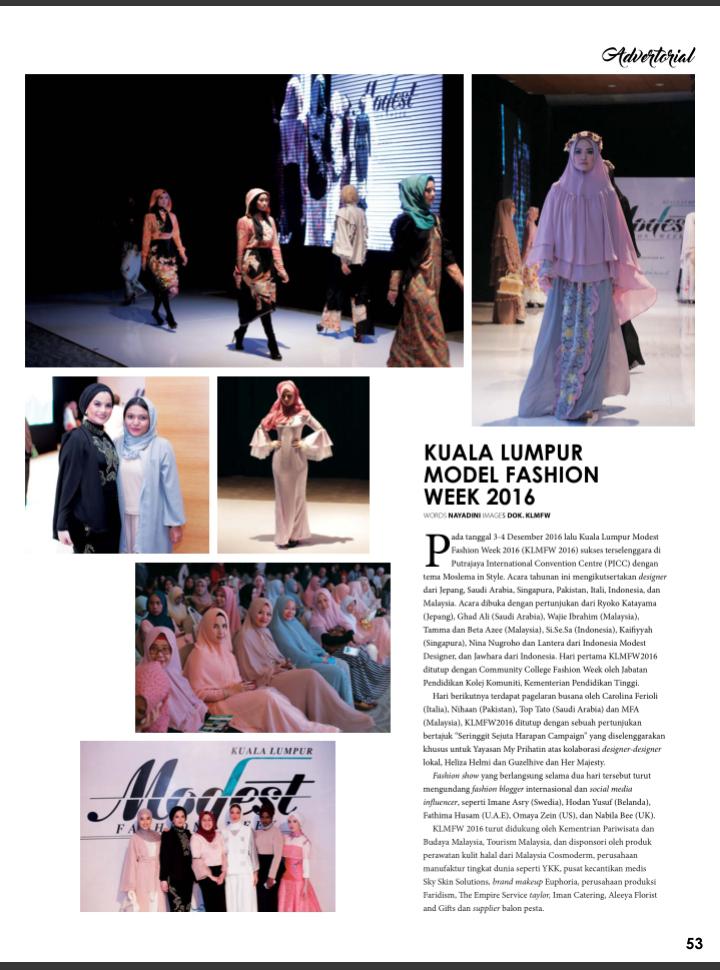 Advertorial
Modest
KUALA LUMPUR
MODEL FASHION
WEEK 2016
WORDS NAYADINI IMAGES DOK. KLMFW
Pada tanggal 3-4 Desember 2016 lalu Kuala Lumpur Modest
Fashion Week 2016 (KLMFW 2016) sukses terselenggara di
Putrajaya International Convention Centre (PICC) dengan
tema Moslema in Style. Acara tahunan ini mengikutsertakan designer
dari Jepang, Saudi Arabia, Singapura, Pakistan, Itali, Indonesia, dan
Malaysia. Acara dibuka dengan pertunjukan dari Ryoko Katayama
(Jepang), Ghad Ali (Saudi Arabia), Wajie Ibrahim (Malaysia),
Tamma dan Beta Azee (Malaysia), Si.Se.Sa (Indonesia), Kaifiyyah
(Singapura), Nina Nugroho dan Lantera dari Indonesia Modest
Designer, dan Jawhara dari Indonesia. Hari pertama KLMFW2016
ditutup dengan Community College Fashion Week oleh Jabatan
Pendidikan Kolej Komuniti, Kementerian Pendidikan Tinggi.
Hari berikutnya terdapat pagelaran busana oleh Carolina Ferioli
(Italia), Nihaan (Pakistan), Top Tato (Saudi Arabia) dan MFA
(Malaysia), KLMFW2016 ditutup dengan sebuah pertunjukan
bertajuk "Seringgit Sejuta Harapan Campaign" yang diselenggarakan
khusus untuk Yayasan My Prihatin atas kolaborasi designer-designer
lokal, Heliza Helmi dan Guzelhive dan Her Majesty.
Fashion show yang berlangsung selama dua hari tersebut turut
mengundang fashion blogger internasional dan social media
influencer, seperti Imane Asry (Swedia), Hodan Yusuf (Belanda),
Fathima Husam (U.A.E), Omaya Zein (US), dan Nabila Bee (UK).
KLMFW 2016 turut didukung oleh Kementrian Pariwisata dan
Budaya Malaysia, Tourism Malaysia, dan disponsori oleh produk
perawatan kulit halal dari Malaysia Cosmoderm, perusahaan
manufaktur tingkat dunia seperti YKK, pusat kecantikan medis
Sky Skin Solutions, brand makeup Euphoria, perusahaan produksi
Faridism, The Empire Service taylor, Iman Catering, Aleeya Florist
and Gifts dan supplier balon pesta.
KUALA LUMPUR
Modest
53